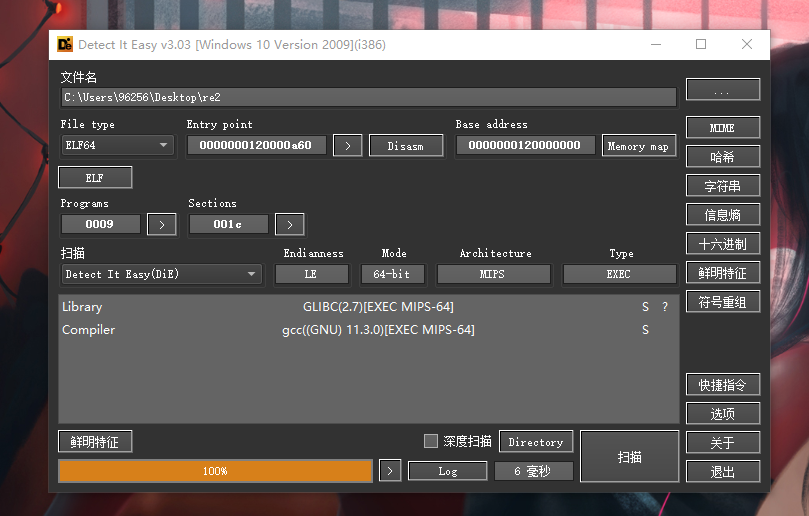 Detect It Easy v3.03 [Windows 10 Version 2009](i386)
文件名
C:\Users\96256\Desktop\re2
...
File type
Entry point
Base address
ELF64
0000000120000a60
>
Disasm
0000000120000000
Memory map
MIME
哈希
ELF
字符串
Programs
Sections
信息熵
0009
>
001c
>
十六进制
扫描
Endianness
Mode
Architecture
Type
Detect It Easy(DiE)
LE
64-bit
MIPS
EXEC
鲜明特征
符号重组
Library GLIBC(2.7)[EXEC MIPS-64] S ?
Compiler gcc((GNU) 11.3.0)[EXEC MIPS-64] S
快捷指令
选项
鲜明特征
深度扫描
Directory
扫描
关于
100%
>
Log
6 毫秒
退出